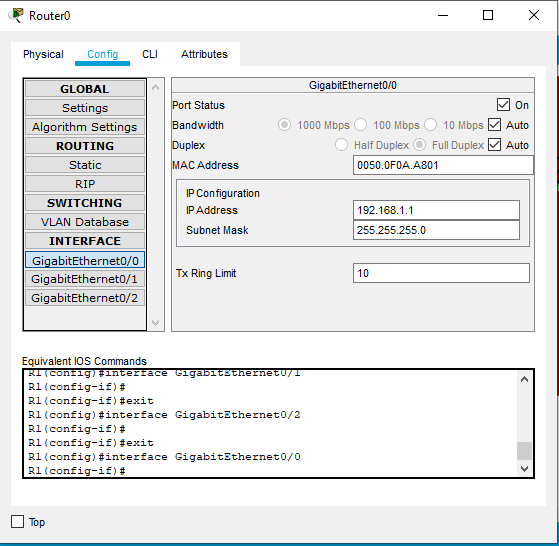 Router0
Physical Config CLI Attributes
GLOBAL
Settings
Algorithm Settings
ROUTING
Static
RIP
SWITCHING
VLAN Database
INTERFACE
GigabitEthernet0/0
GigabitEthernet0/1
GigabitEthernet0/2
GigabitEthernet0/0
Port Status On
Bandwidth 1000 Mbps 100 Mbps 10 Mbps Auto
Duplex Half Duplex Full Duplex Auto
MAC Address 0050.0F0A.A801
IP Configuration
IP Address 192.168.1.1
Subnet Mask 255.255.255.0
Tx Ring Limit 10
Equivalent IOS Commands
R1(config)#interface GigabitEthernet0/1
R1(config-if)#
R1(config-if)#exit
R1(config)#interface GigabitEthernet0/2
R1(config-if)#
R1(config-if)#exit
R1(config)#interface GigabitEthernet0/0
R1(config-if)#
Top